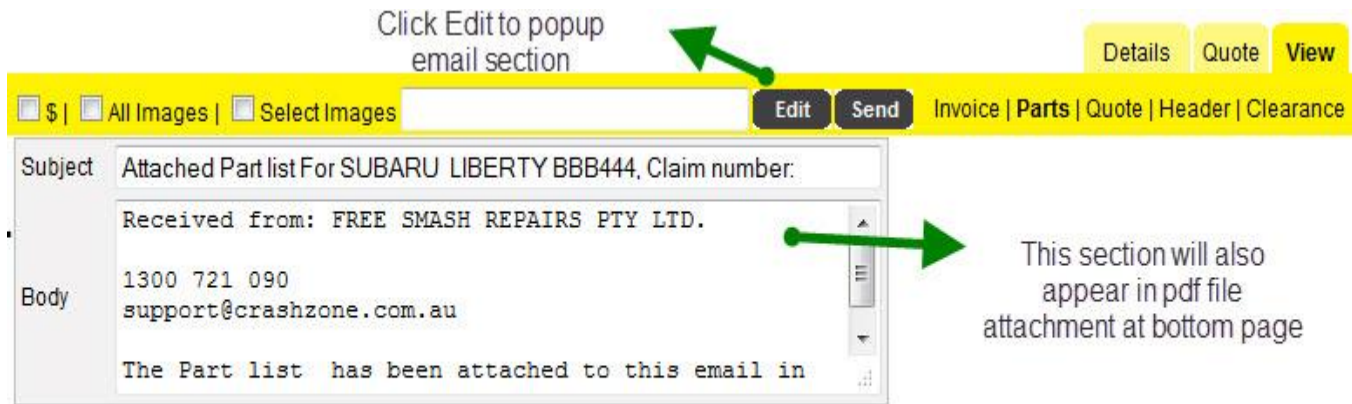 Click Edit to popup
email section
Details Quote View
$ | All Images | Select Images Edit Send Invoice | Parts | Quote | Header | Clearance
Subject Attached Part list For SUBARU LIBERTY BBB444, Claim number:
Received from: FREE SMASH REPAIRS PTY LTD.
1300 721 090
Body
support@crashzone.com.au
The Part list has been attached to this email in
This section will also
appear in pdf file
attachment at bottom page